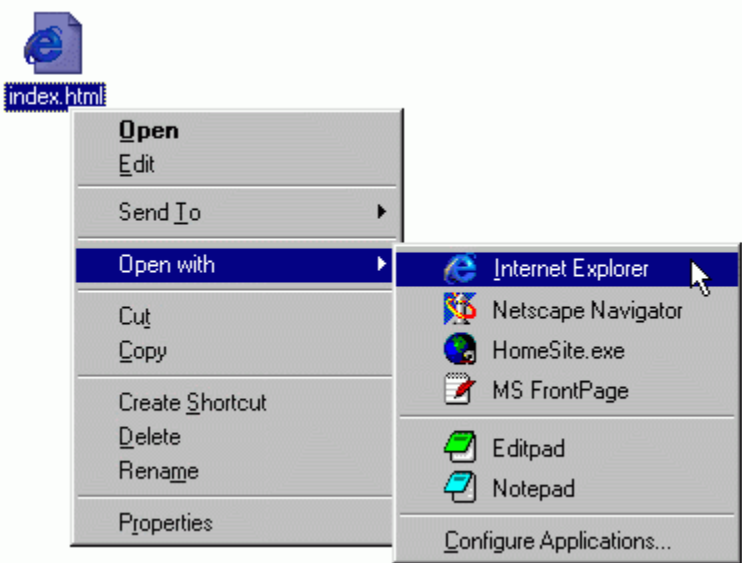 index.html
Open
Edit
Send To
Open with
Cut
Copy
Create Shortcut
Delete
Rename
Properties
Internet Explorer
Netscape Navigator
HomeSite.exe
MS FrontPage
Editpad
Notepad
Configure Applications...